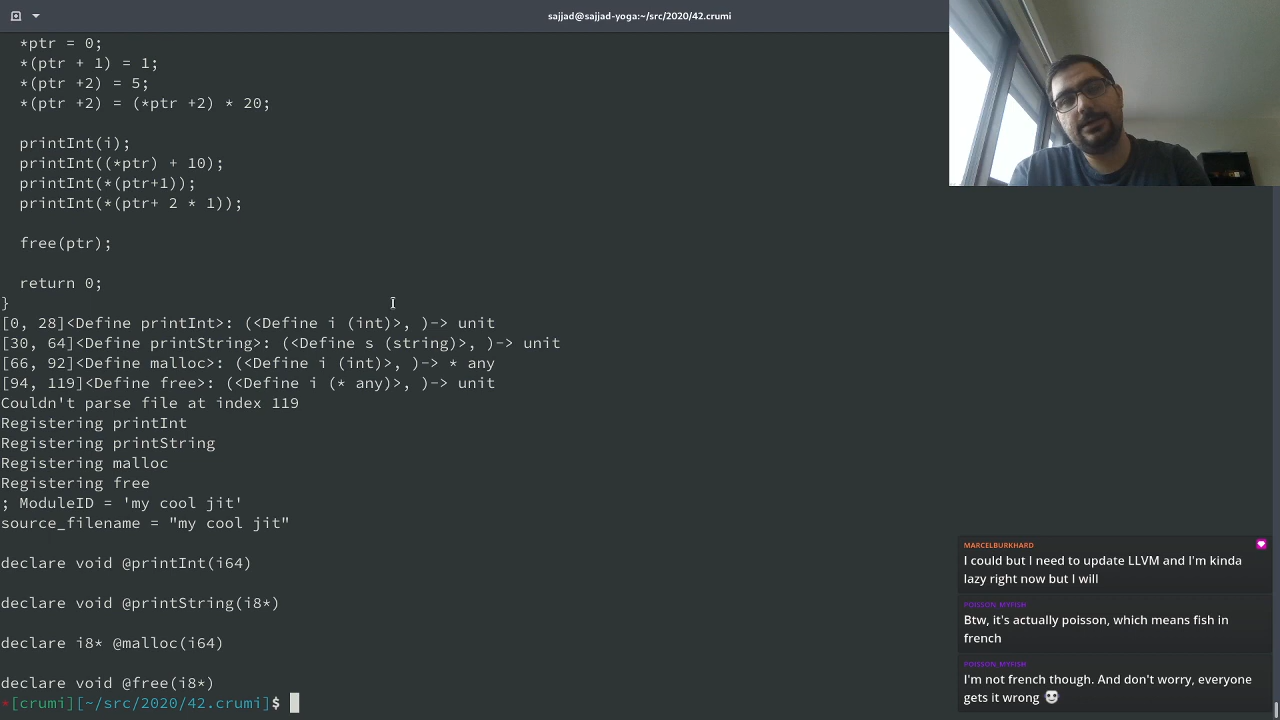 sajjad@sajjad-yoga:~/src/2020/42.crumi
*ptr = 0;
*(ptr + 1) = 1;
*(ptr +2) = 5;
*(ptr +2) = (*ptr +2) * 20;
printInt(i);
printInt((*ptr) + 10);
printInt(*(ptr+1));
printInt(*(ptr+ 2 * 1));
free(ptr);
return 0;
}
[0, 28]<Define printInt>: (<Define i (int)>, )-> unit
[30, 64]<Define printString>: (<Define s (string)>, )-> unit
[66, 92]<Define malloc>: (<Define i (int)>, )-> * any
[94, 119]<Define free>: (<Define i (* any)>, )-> unit
Couldn't parse file at index 119
Registering printInt
Registering printString
Registering malloc
Registering free
; ModuleID = 'my cool jit'
source_filename = "my cool jit"
declare void @printInt(i64)
declare void @printString(i8*)
declare i8* @malloc(i64)
declare void @free(i8*)
*[crumi][~/src/2020/42.crumi]$
MARCELBURKHARD
I could but I need to update LLVM and I'm kinda
lazy right now but I will
POISSON_MYFISH
Btw, it's actually poisson, which means fish in
french
POISSON_MYFISH
I'm not french though. And don't worry, everyone
gets it wrong